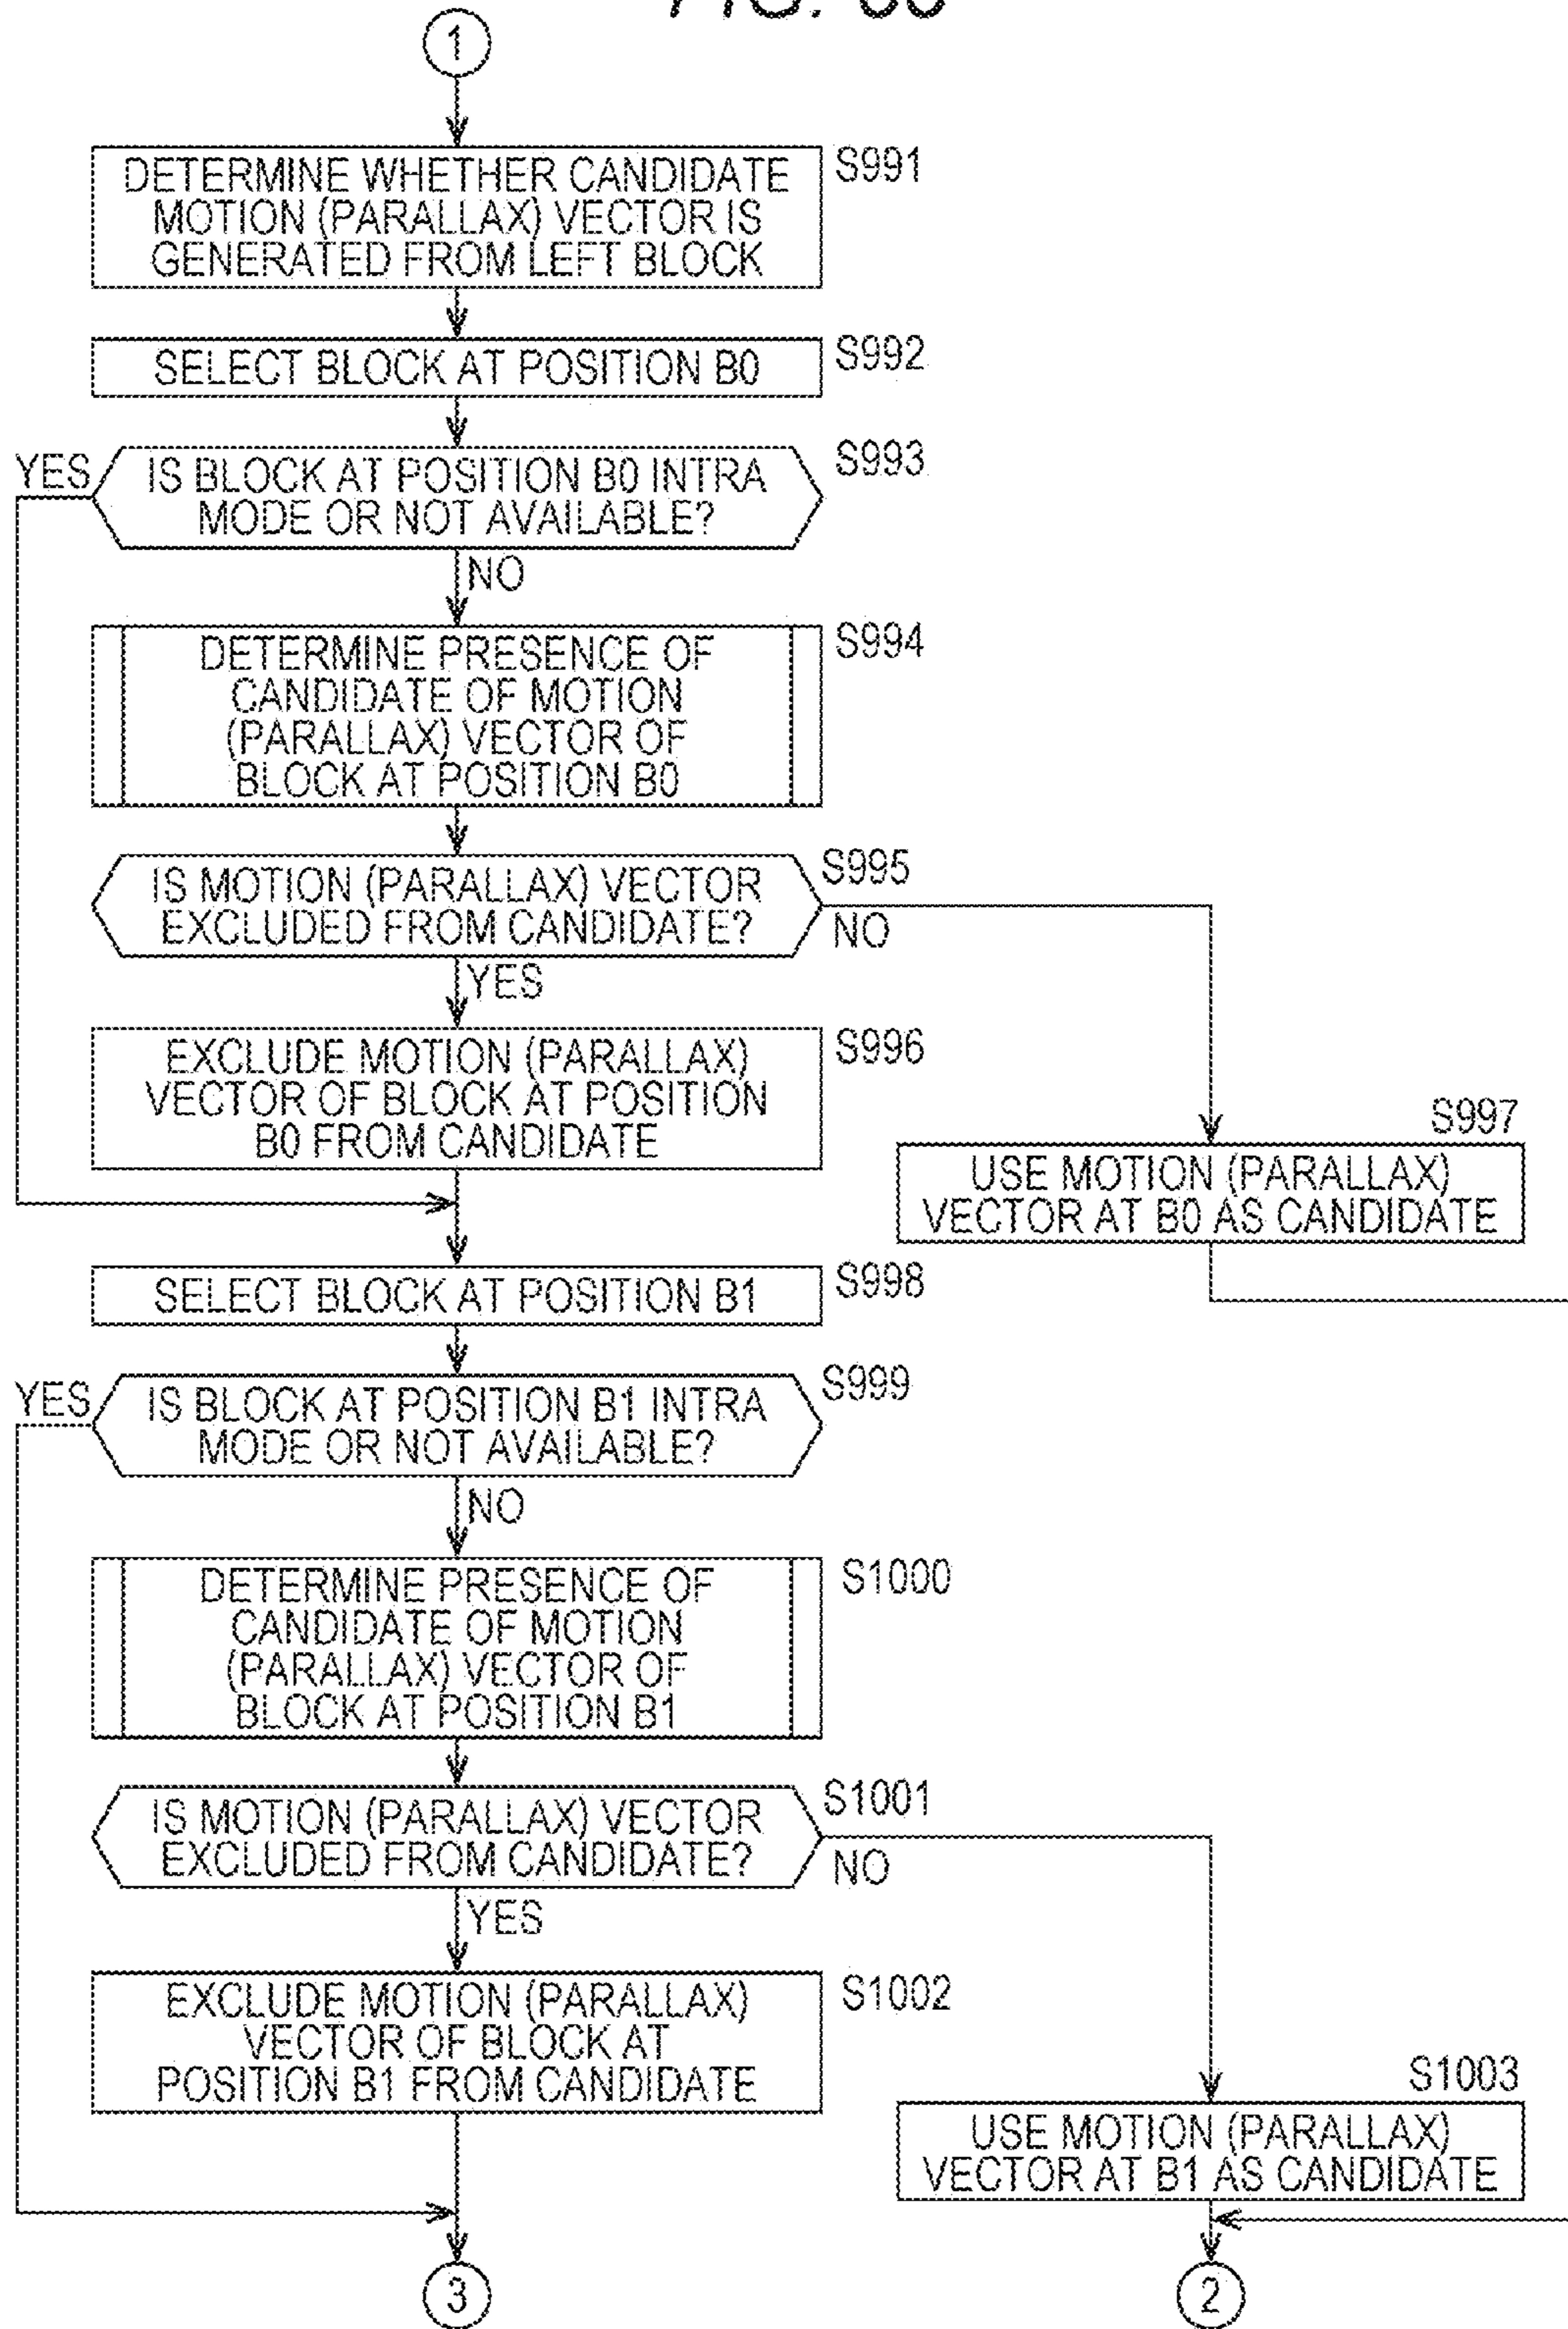 1
DETERMINE WHETHER CANDIDATE
MOTION (PARALLAX) VECTOR IS
GENERATED FROM LEFT BLOCK
S991
SELECT BLOCK AT POSITION B0
S992
IS BLOCK AT POSITION B0 INTRA
MODE OR NOT AVAILABLE?
S993
YES
NO
DETERMINE PRESENCE OF
CANDIDATE OF MOTION
(PARALLAX) VECTOR OF
BLOCK AT POSITION B0
S994
IS MOTION (PARALLAX) VECTOR
EXCLUDED FROM CANDIDATE?
S995
NO
YES
EXCLUDE MOTION (PARALLAX)
VECTOR OF BLOCK AT POSITION
B0 FROM CANDIDATE
S996
S997
USE MOTION (PARALLAX)
VECTOR AT B0 AS CANDIDATE
SELECT BLOCK AT POSITION B1
S998
IS BLOCK AT POSITION B1 INTRA
MODE OR NOT AVAILABLE?
S999
YES
NO
DETERMINE PRESENCE OF
CANDIDATE OF MOTION
(PARALLAX) VECTOR OF
BLOCK AT POSITION B1
S1000
IS MOTION (PARALLAX) VECTOR
EXCLUDED FROM CANDIDATE?
S1001
NO
YES
EXCLUDE MOTION (PARALLAX)
VECTOR OF BLOCK AT
POSITION B1 FROM CANDIDATE
S1002
S1003
USE MOTION (PARALLAX)
VECTOR AT B1 AS CANDIDATE
3
2